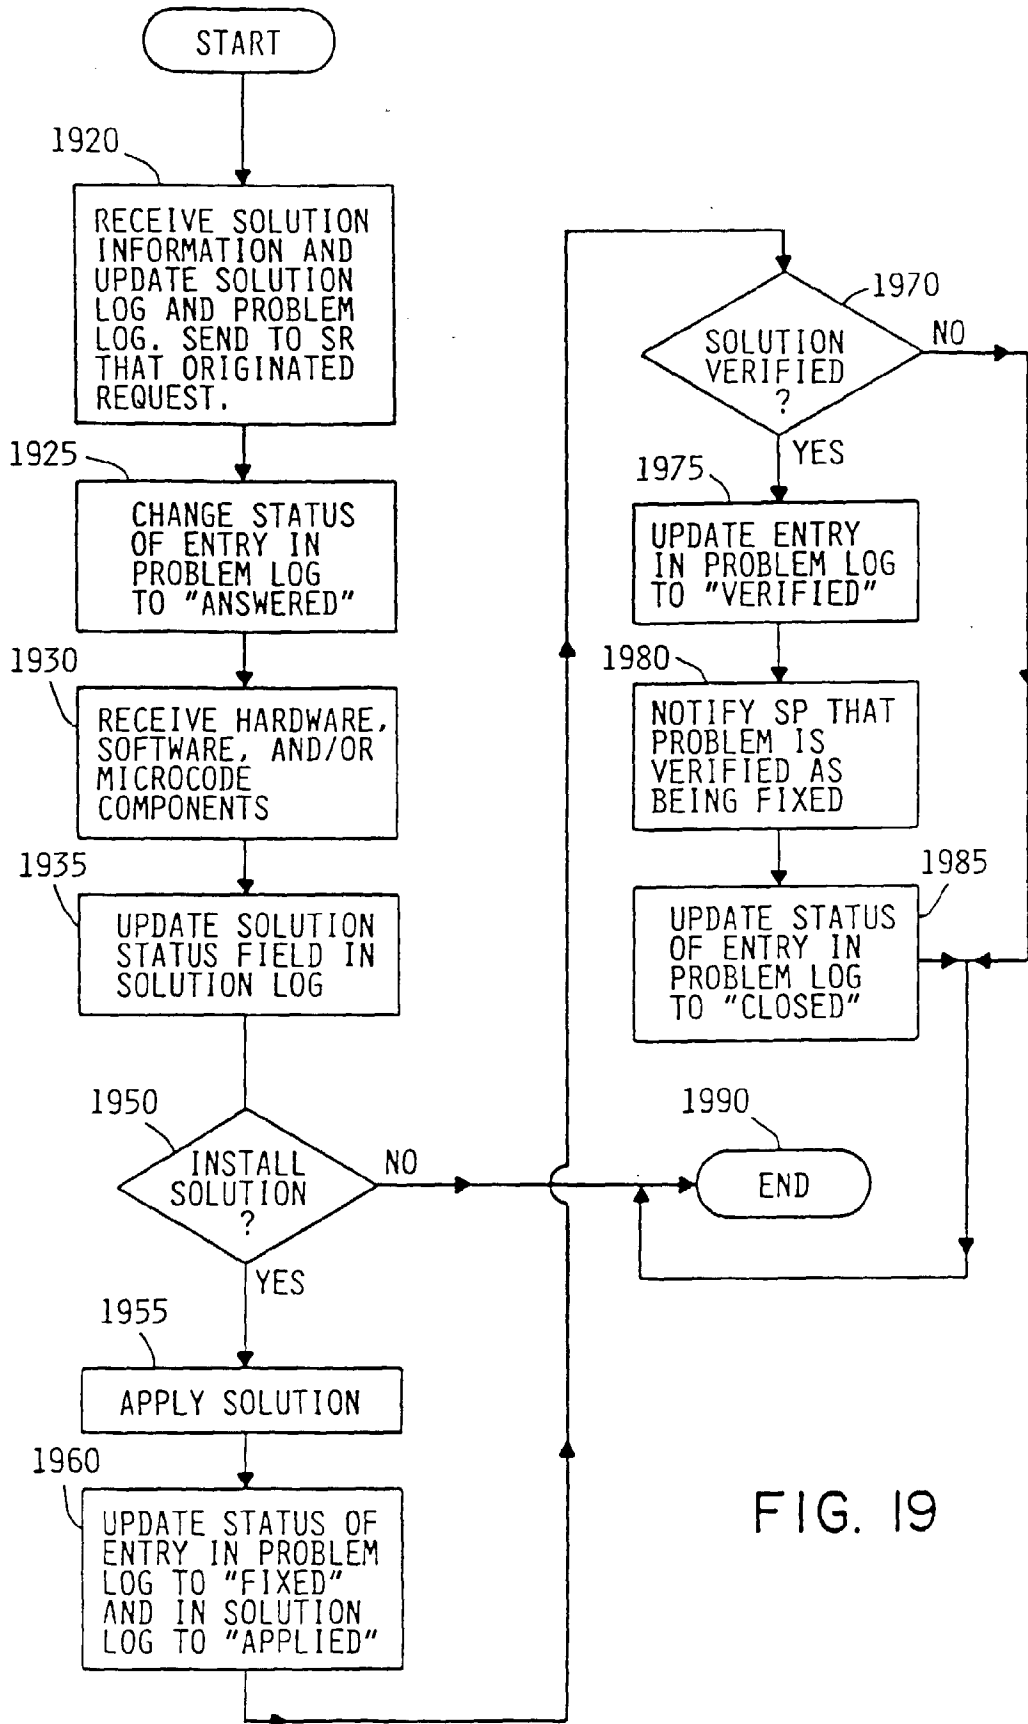 START
1920
RECEIVE SOLUTION
INFORMATION AND
UPDATE SOLUTION
LOG AND PROBLEM
LOG. SEND TO SR
THAT ORIGINATED
REQUEST.
1925
CHANGE STATUS
OF ENTRY IN
PROBLEM LOG
TO "ANSWERED"
1930
RECEIVE HARDWARE,
SOFTWARE, AND/OR
MICROCODE
COMPONENTS
1935
UPDATE SOLUTION
STATUS FIELD IN
SOLUTION LOG
1950
INSTALL
SOLUTION
?
NO
YES
1955
APPLY SOLUTION
1960
UPDATE STATUS OF
ENTRY IN PROBLEM
LOG TO "FIXED"
AND IN SOLUTION
LOG TO "APPLIED"
1970
SOLUTION
VERIFIED
?
NO
YES
1975
UPDATE ENTRY
IN PROBLEM LOG
TO "VERIFIED"
1980
NOTIFY SP THAT
PROBLEM IS
VERIFIED AS
BEING FIXED
1985
UPDATE STATUS
OF ENTRY IN
PROBLEM LOG
TO "CLOSED"
1990
END
FIG. 19